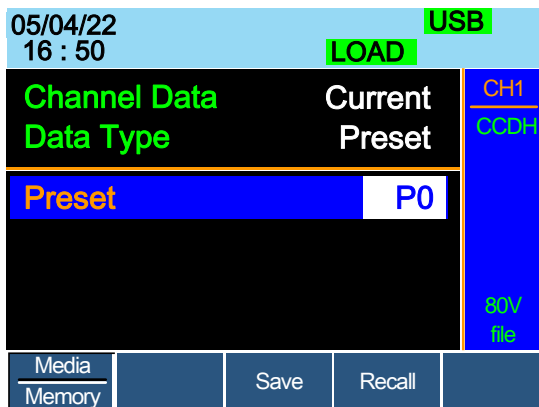 05/04/22 USB
16 : 50 LOAD
Channel Data Current
Data Type Preset
Preset P0
CH1
CCDH
80V
file
Media
Memory
Save
Recall